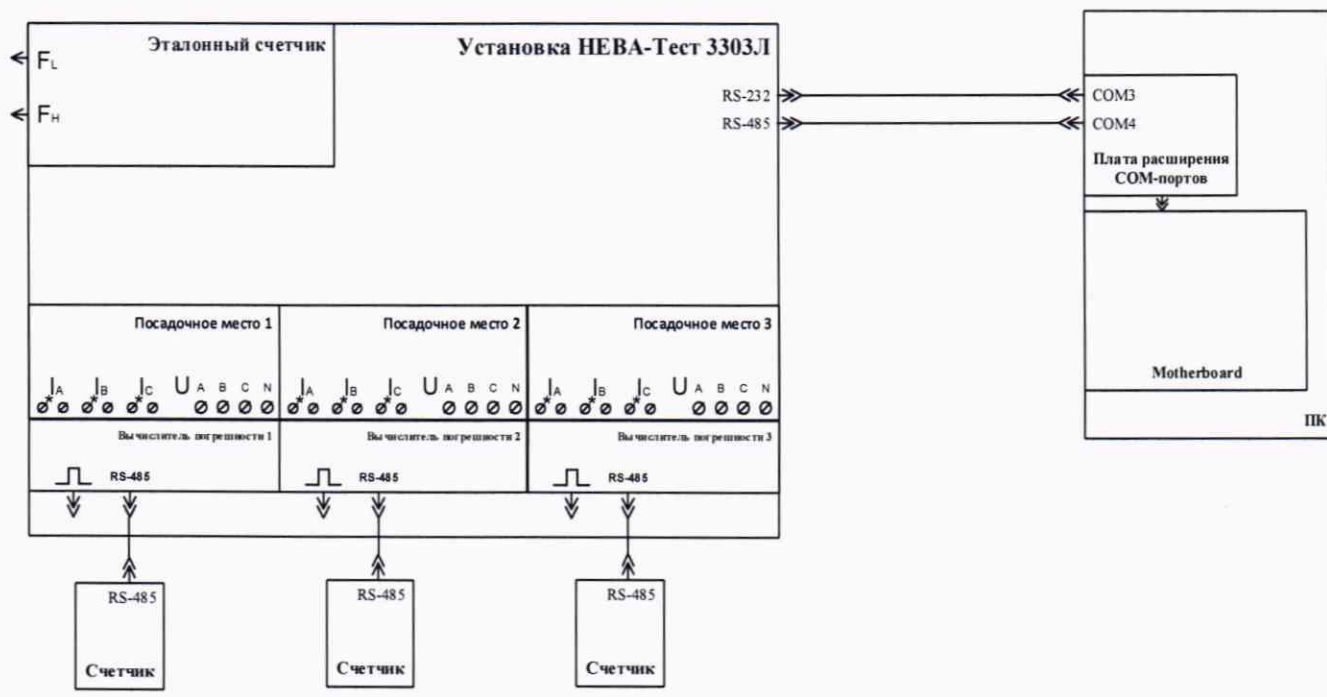 Эталонный счетчик
Установка НЕВА-Тест 3303Л
FL
FH
RS-232
RS-485
COM3
COM4
Плата расширения
COM-портов
Motherboard
ПК
Посадочное место 1
IA IB IC U A B C N
* * *
Вычислитель погрешности 1
RS-485
Посадочное место 2
IA IB IC U A B C N
* * *
Вычислитель погрешности 2
RS-485
Посадочное место 3
IA IB IC U A B C N
* * *
Вычислитель погрешности 3
RS-485
RS-485
Счетчик
RS-485
Счетчик
RS-485
Счетчик